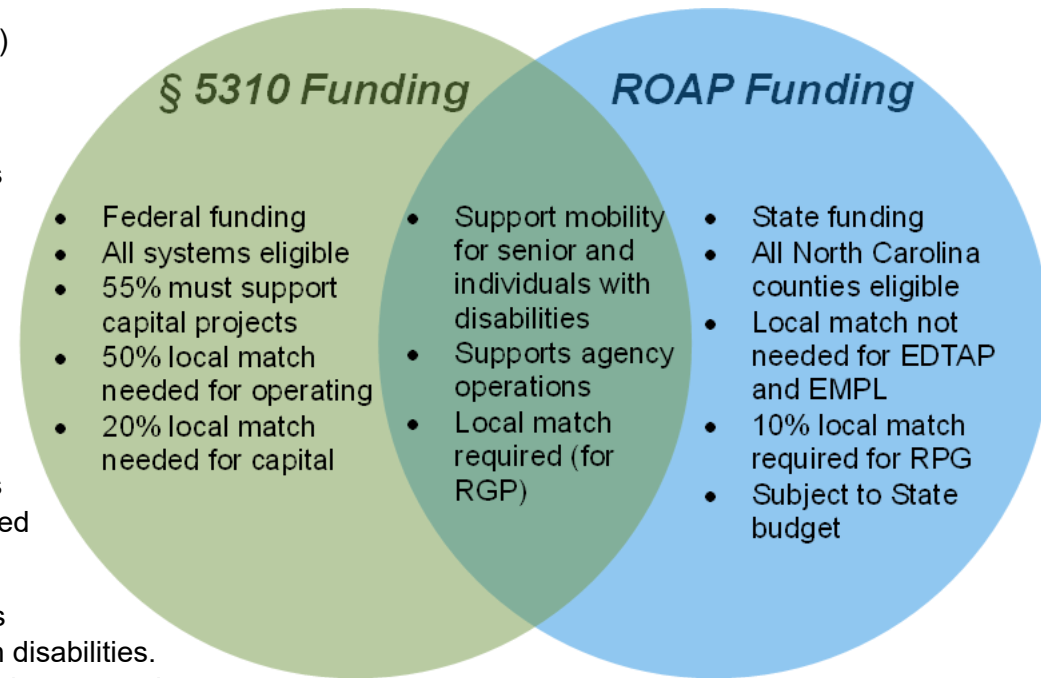 )
s
s
ed
s
n disabilities.
§ 5310 Funding
• Federal funding
• All systems eligible
• 55% must support
capital projects
• 50% local match
needed for operating
• 20% local match
needed for capital
• Support mobility
for senior and
individuals with
disabilities
• Supports agency
operations
• Local match
required (for
RGP)
ROAP Funding
• State funding
• All North Carolina
counties eligible
• Local match not
needed for EDTAP
and EMPL
• 10% local match
required for RPG
• Subject to State
budget